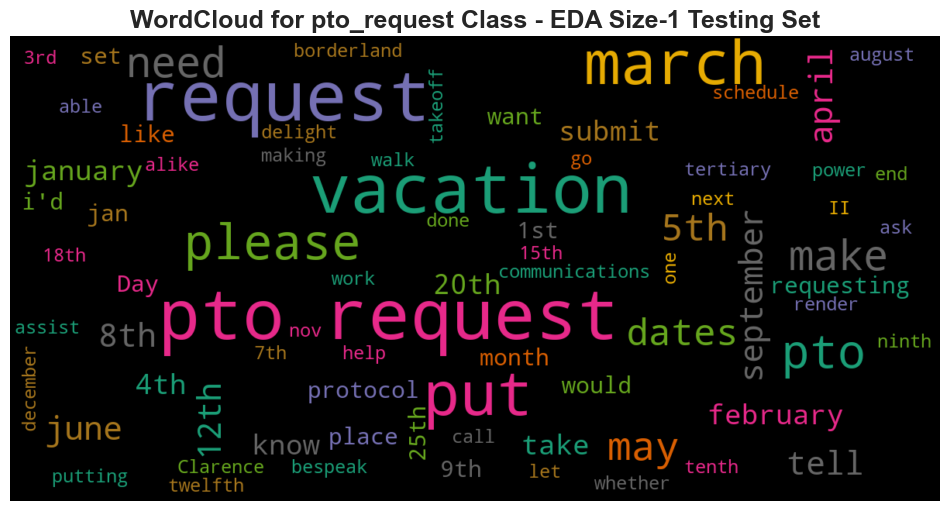 WordCloud for pto_request Class - EDA Size-1 Testing Set
3rd set need borderland march april august
able request takeoff want schedule
like delight submit
january alike making walk vacation go tertiary power end
i'd jan next II
please done 1st 5th september ask
18th 15th make
Day work 20th communications one requesting
pto request render
assist 8th nov dates ninth
7th help month pto
december 4th protocol put would
june 12th place 25th february
know call take may tell
putting Clarence bespeak 9th let tenth
twelfth whether